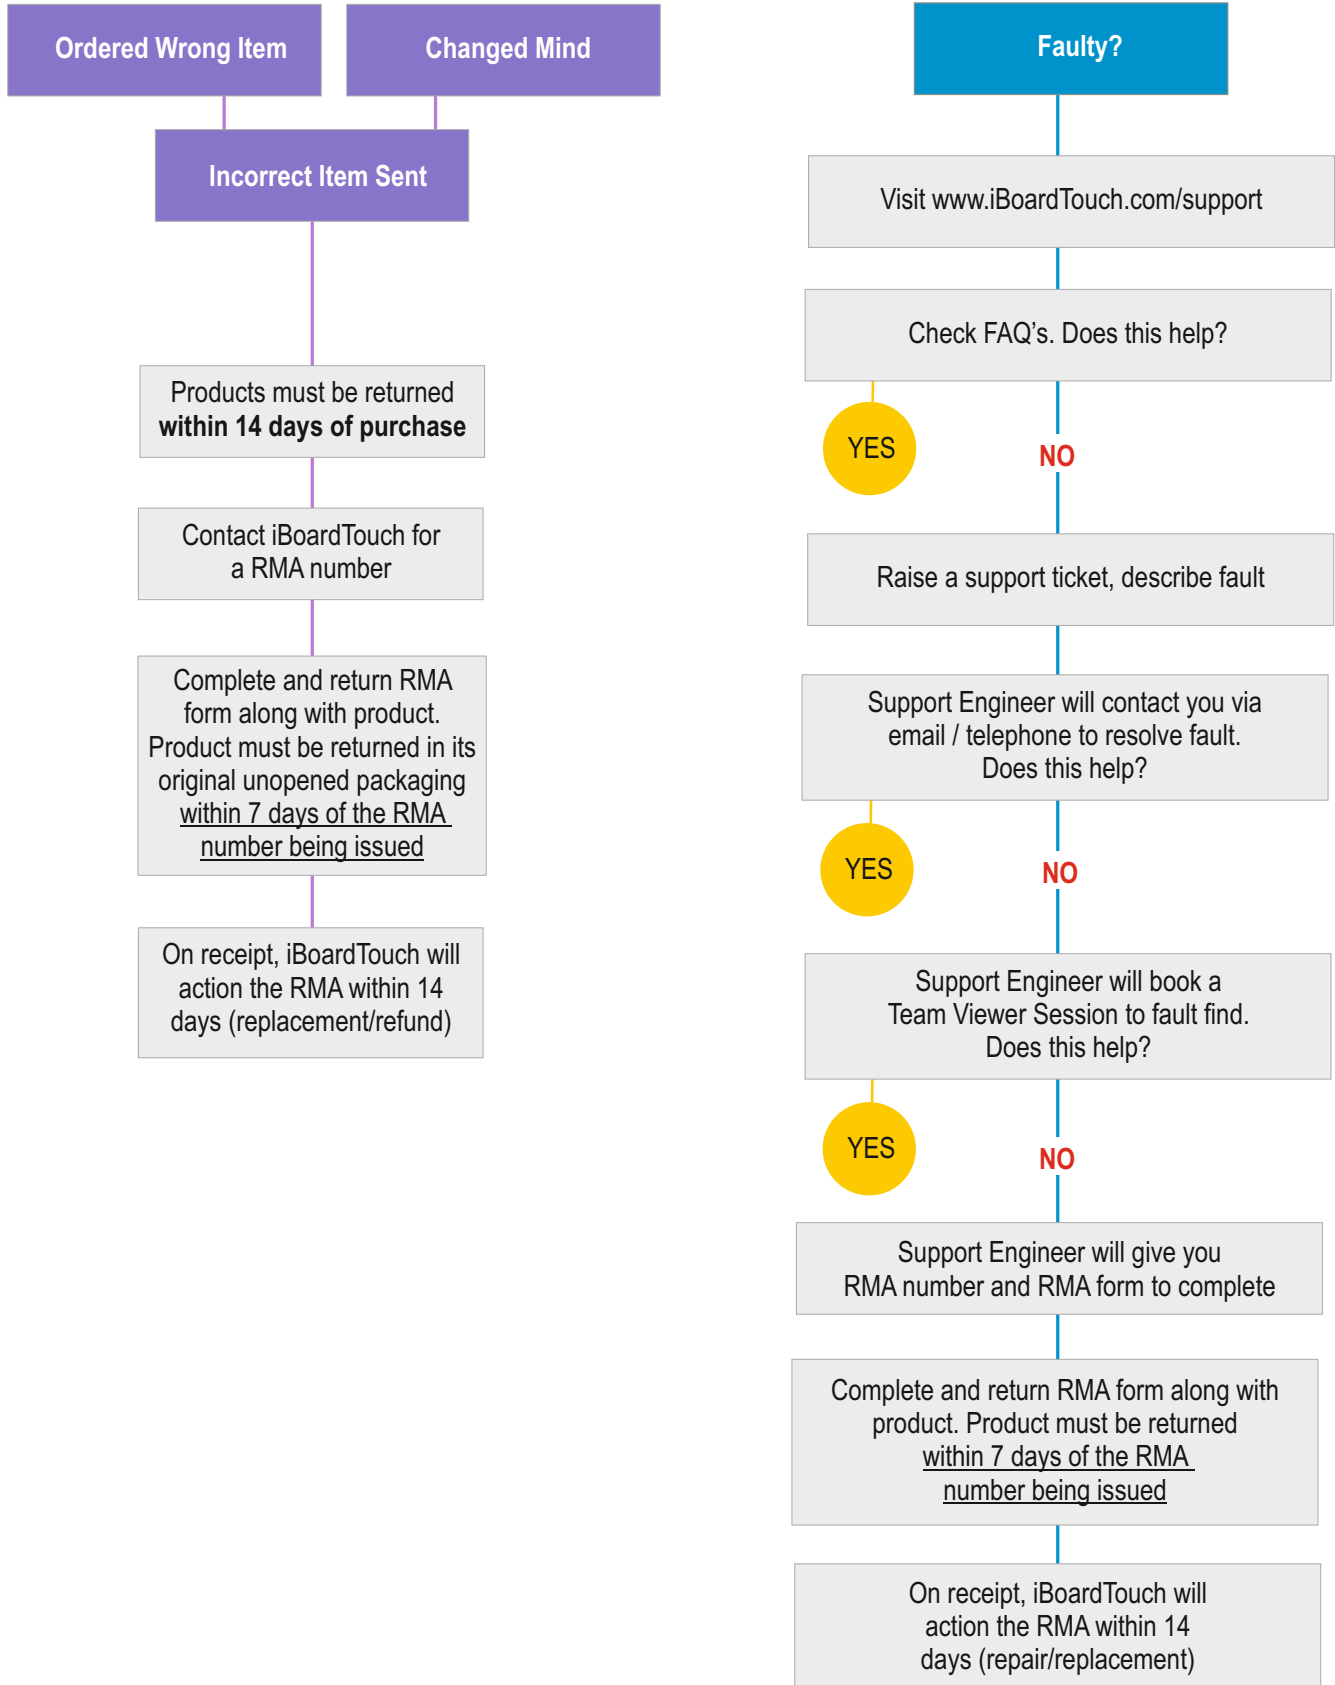 Ordered Wrong Item
Changed Mind
Incorrect Item Sent
Products must be returned
within 14 days of purchase
Contact iBoardTouch for
a RMA number
Complete and return RMA
form along with product.
Product must be returned in its
original unopened packaging
within 7 days of the RMA
number being issued
On receipt, iBoardTouch will
action the RMA within 14
days (replacement/refund)
Faulty?
Visit www.iBoardTouch.com/support
Check FAQ's. Does this help?
YES
NO
Raise a support ticket, describe fault
Support Engineer will contact you via
email / telephone to resolve fault.
Does this help?
YES
NO
Support Engineer will book a
Team Viewer Session to fault find.
Does this help?
YES
NO
Support Engineer will give you
RMA number and RMA form to complete
Complete and return RMA form along with
product. Product must be returned
within 7 days of the RMA
number being issued
On receipt, iBoardTouch will
action the RMA within 14
days (repair/replacement)